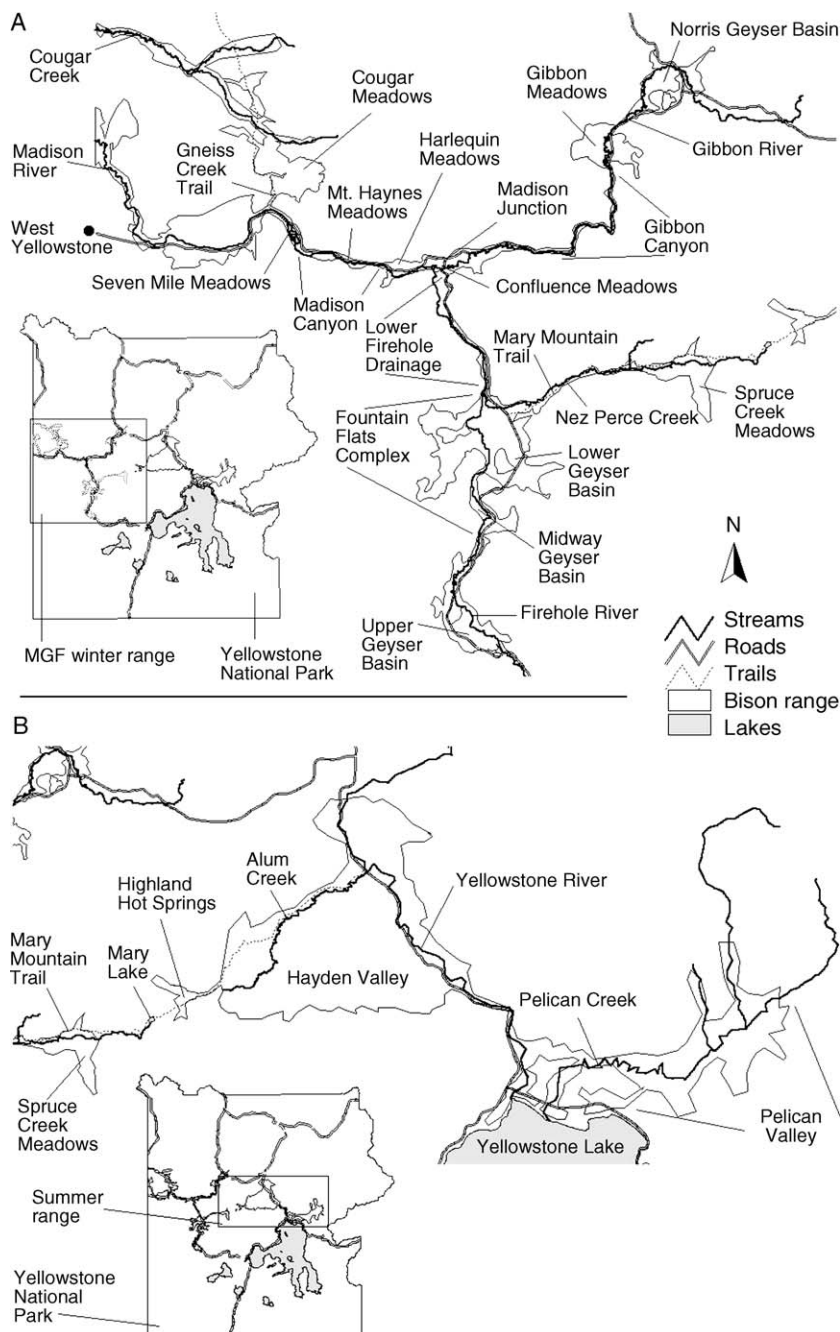 A
Cougar
Creek
Norris Geyser Basin
Cougar
Meadows
Gibbon
Meadows
Madison
River
Gneiss
Creek
Trail
Harlequin
Meadows
Gibbon River
Mt. Haynes
Meadows
Madison
Junction
West
Yellowstone
Gibbon
Canyon
Seven Mile Meadows
Madison
Canyon
Confluence Meadows
Lower
Firehole
Drainage
Mary Mountain
Trail
Spruce
Creek
Meadows
Fountain
Flats
Complex
Nez Perce Creek
Lower
Geyser
Basin
Midway
Geyser
Basin
N
Firehole River
Upper
Geyser
Basin
MGF winter range
Yellowstone
National Park
Streams
Roads
Trails
Bison range
Lakes
B
Alum
Creek
Yellowstone River
Highland
Hot Springs
Mary
Mountain
Trail
Mary
Lake
Hayden Valley
Pelican Creek
Spruce
Creek
Meadows
Pelican
Valley
Yellowstone Lake
Summer
range
Yellowstone
National
Park